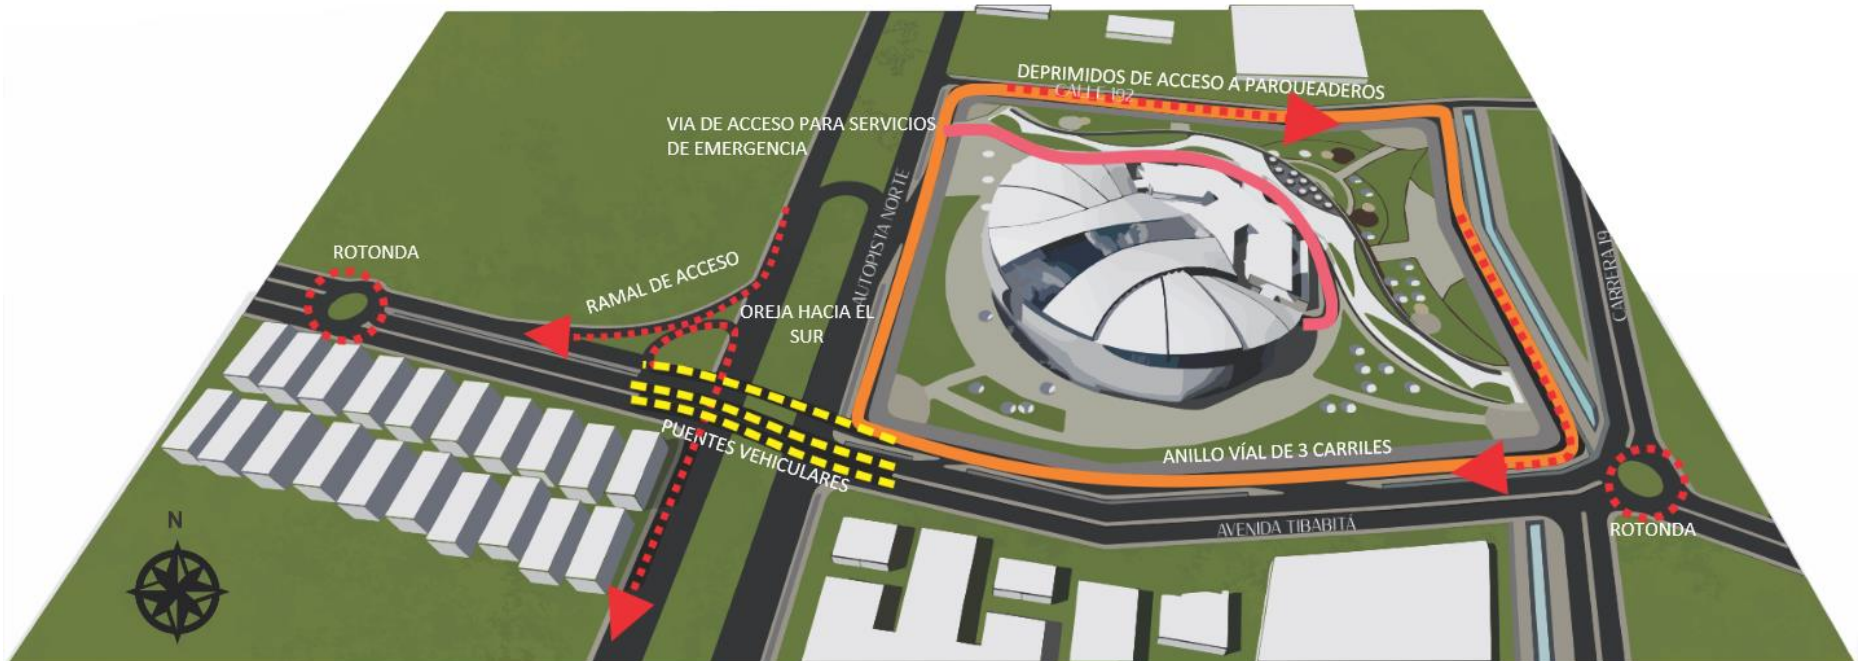 DEPRIMIDOS DE ACCESO A PARQUEADEROS
CALLE 192
VIA DE ACCESO PARA SERVICIOS
DE EMERGENCIA
AUTOPISTA NORTE
ROTONDA
RAMAL DE ACCESO
OREJA HACIA EL
SUR
CARRERA 19
PUENTES VEHICULARES
ANILLO VÍAL DE 3 CARRILES
AVENIDA TIBABITÁ
ROTONDA
N